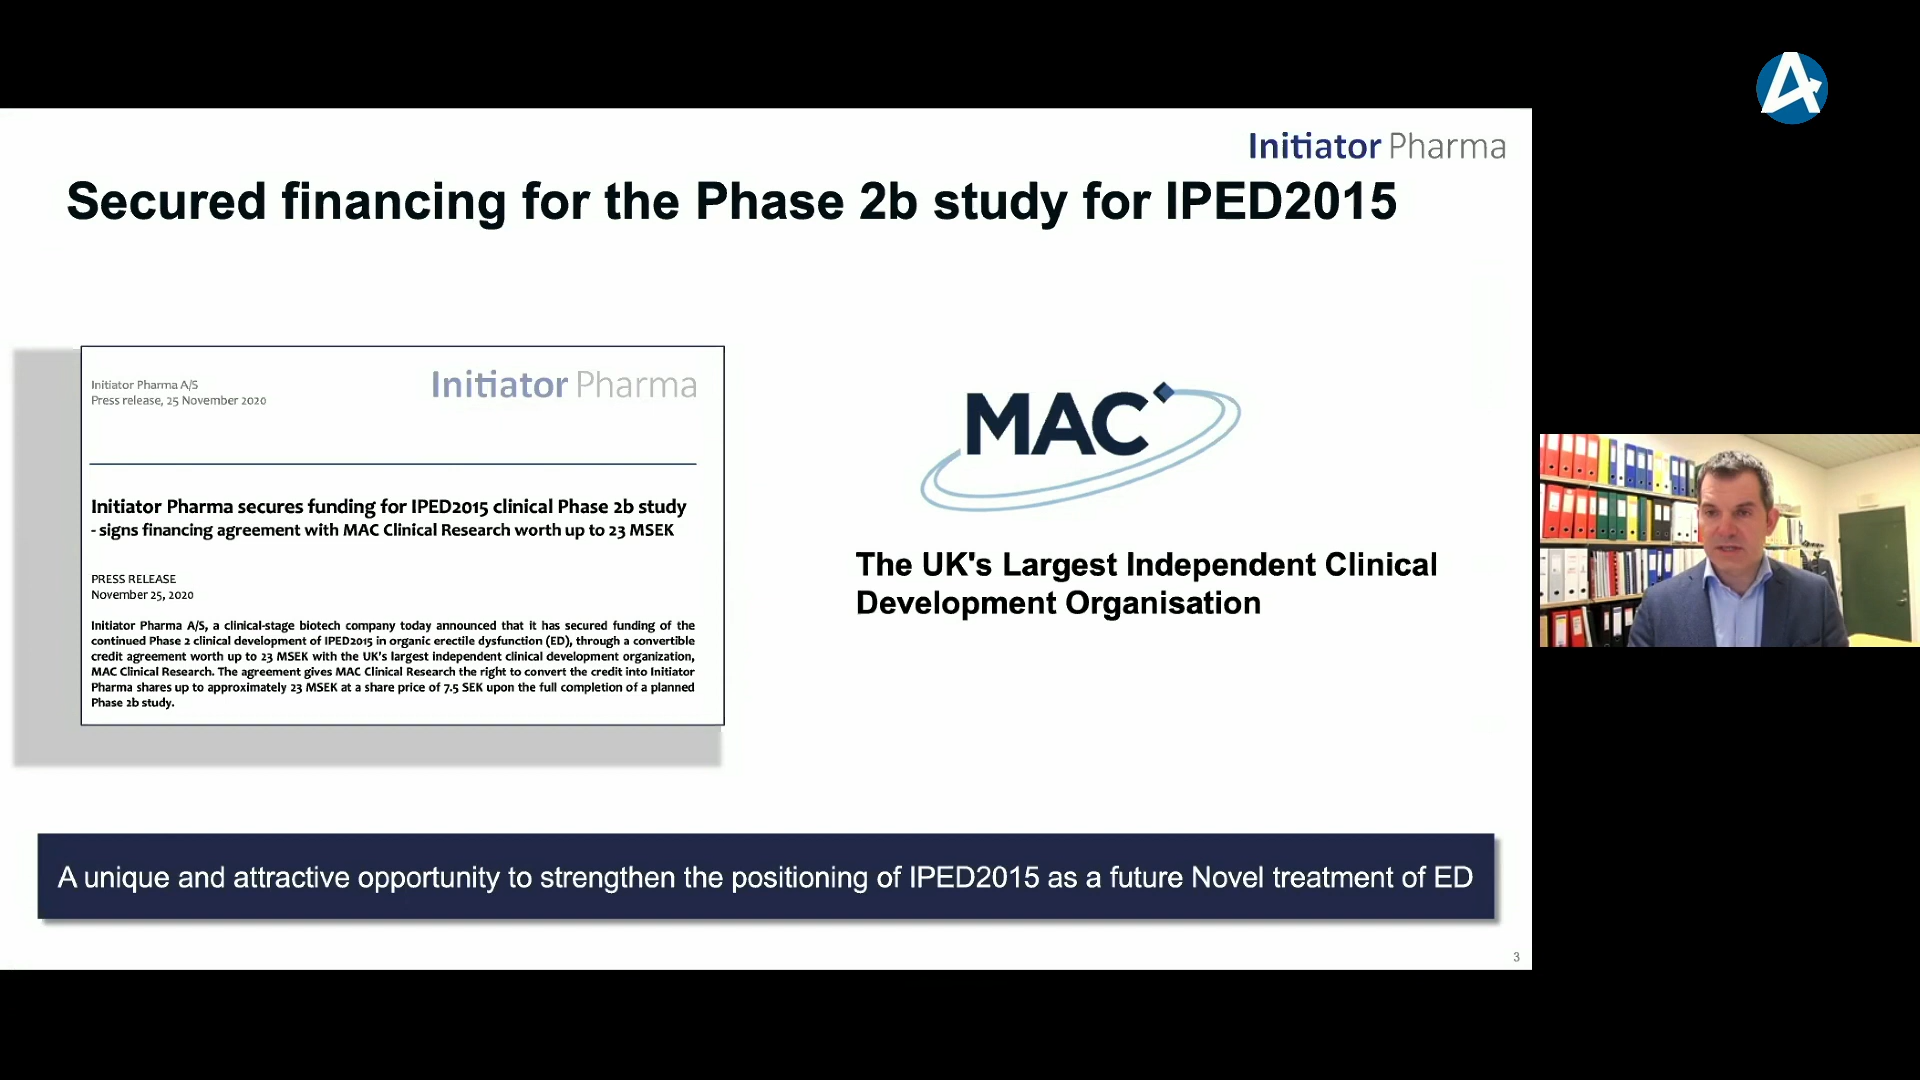 Initiator Pharma
Secured financing for the Phase 2b study for IPED2015
Initiator Pharma A/S
Press release, 25 November 2020
Initiator Pharma
Initiator Pharma secures funding for IPED2015 clinical Phase 2b study
- signs financing agreement with MAC Clinical Research worth up to 23 MSEK
PRESS RELEASE
November 25, 2020
Initiator Pharma A/S, a clinical-stage biotech company today announced that it has secured funding of the
continued Phase 2 clinical development of IPED2015 in organic erectile dysfunction (ED), through a convertible
credit agreement worth up to 23 MSEK with the UK's largest independent clinical development organization,
MAC Clinical Research. The agreement gives MAC Clinical Research the right to convert the credit into Initiator
Pharma shares up to approximately 23 MSEK at a share price of 7.5 SEK upon the full completion of a planned
Phase 2b study.
MAC
The UK's Largest Independent Clinical
Development Organisation
A unique and attractive opportunity to strengthen the positioning of IPED2015 as a future Novel treatment of ED
3